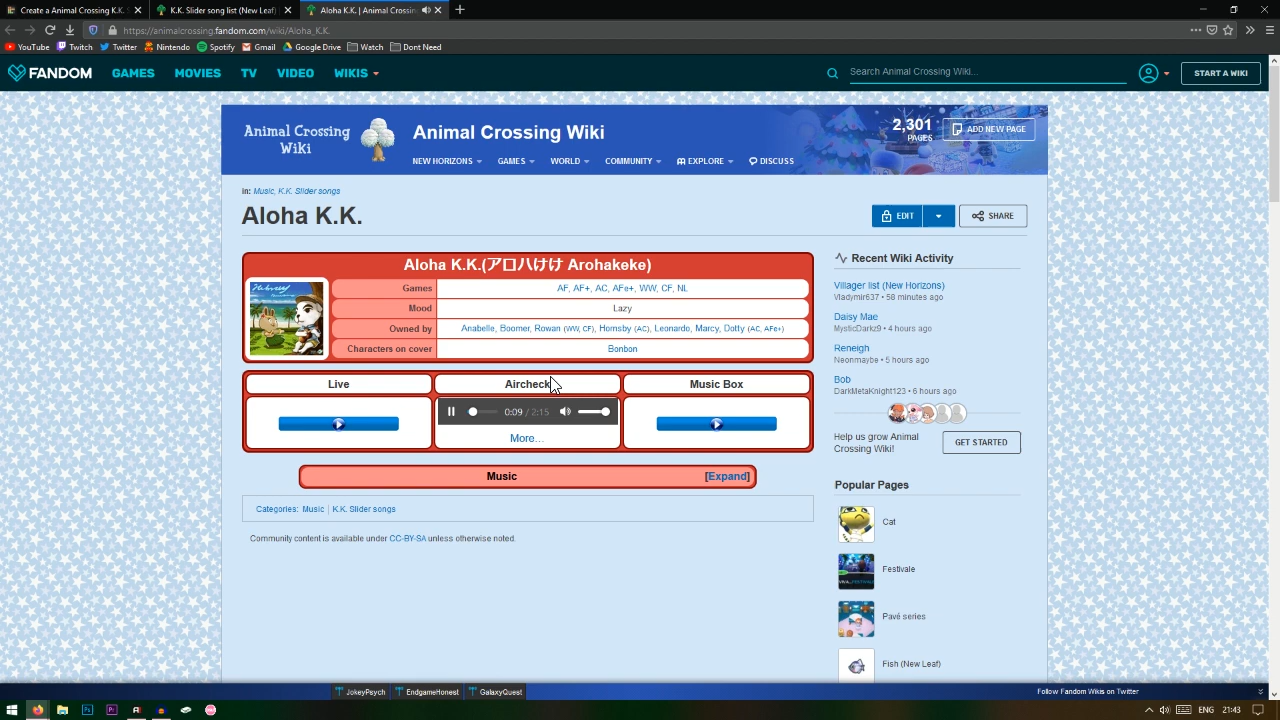 Create a Animal Crossing K.K. S
K.K. Slider song list (New Leaf)
Aloha K.K. | Animal Crossing
https://animalcrossing.fandom.com/wiki/Aloha_K.K.
YouTube Twitch Twitter Nintendo Spotify Gmail Google Drive Watch Dont Need
FANDOM GAMES MOVIES TV VIDEO WIKIS Search Animal Crossing Wiki... START A WIKI
Animal Crossing
Wiki
Animal Crossing Wiki
2,301
PAGES
ADD NEW PAGE
NEW HORIZONS GAMES WORLD COMMUNITY EXPLORE DISCUSS
in: Music, K.K. Slider songs
Aloha K.K.
EDIT SHARE
Aloha K.K.(アロハけけ Arohakeke)
Games AF, AF+, AC, AFe+, WW, CF, NL
Mood Lazy
Owned by Anabelle, Boomer, Rowan (WW, CF), Hornsby (AC), Leonardo, Marcy, Dotty (AC, AFe+)
Characters on cover Bonbon
Live Aircheck Music Box
0:09 / 2:15
More...
Music [Expand]
Categories: Music K.K. Slider songs
Community content is available under CC-BY-SA unless otherwise noted.
Recent Wiki Activity
Villager list (New Horizons)
Vladymir637 • 58 minutes ago
Daisy Mae
MysticDarkz9 • 4 hours ago
Reneigh
Neonmaybe • 5 hours ago
Bob
DarkMetaKnight123 • 6 hours ago
Help us grow Animal
Crossing Wiki!
GET STARTED
Popular Pages
Cat
Festivale
Pavé series
Fish (New Leaf)
JokeyPsych EndgameHonest GalaxyQuest
Follow Fandom Wikis on Twitter
ENG 21:43